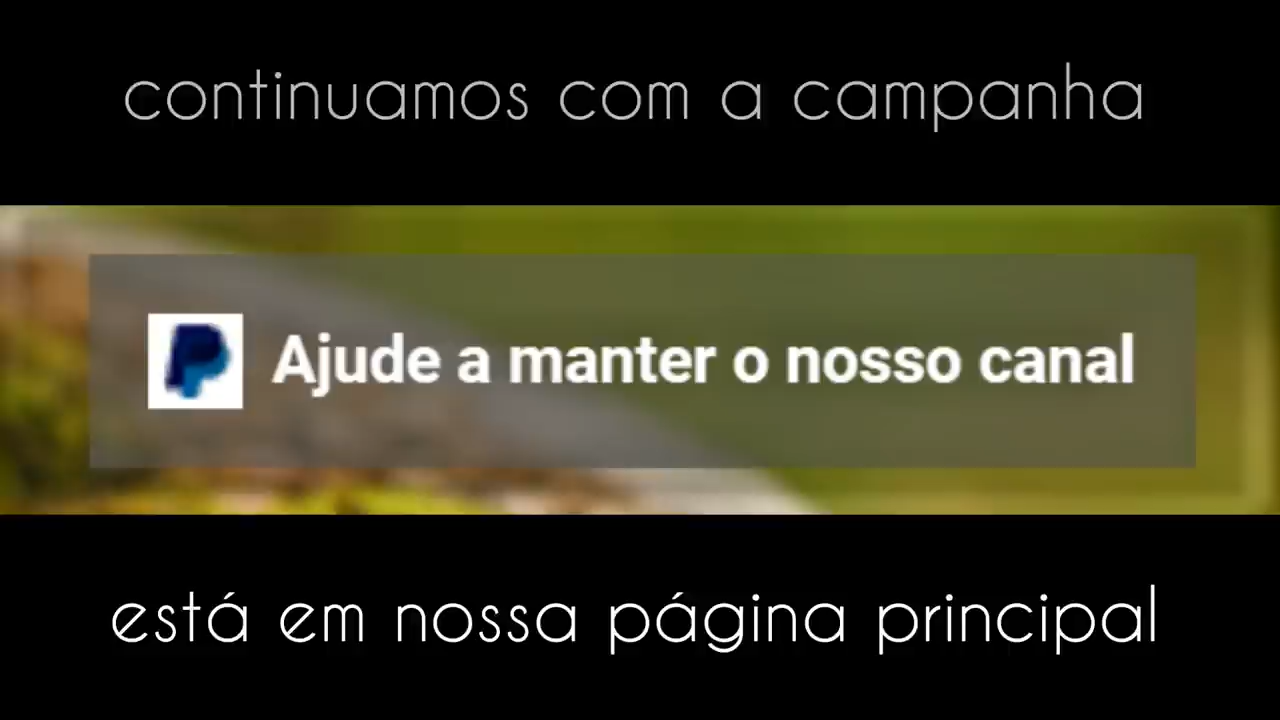 continuamos com a campanha
Ajude a manter o nosso canal
está em nossa página principal